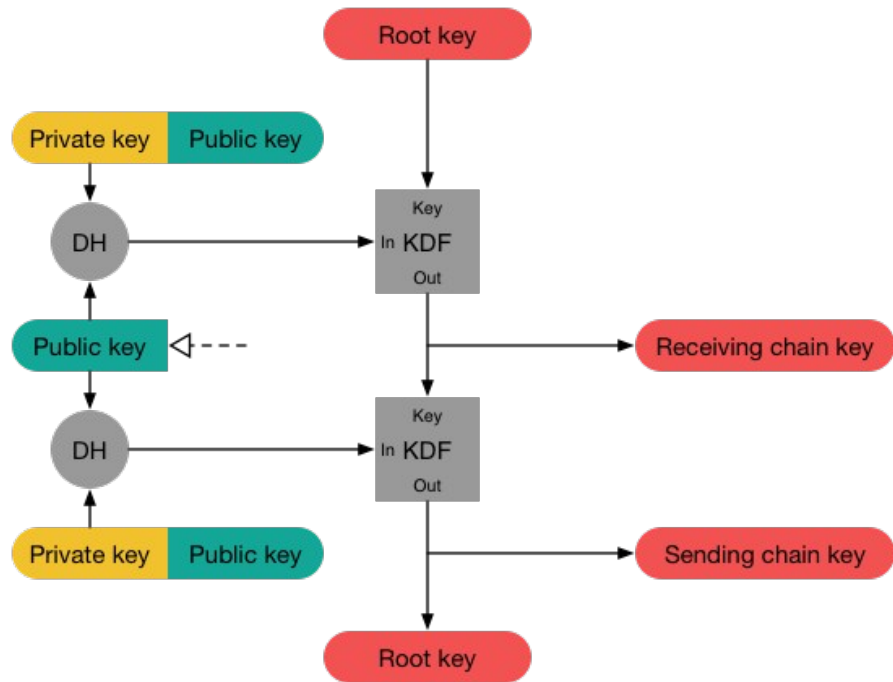 Root key
Private key Public key
Key
DH
In KDF
Out
Public key
Receiving chain key
Key
DH
In KDF
Out
Private key Public key
Sending chain key
Root key